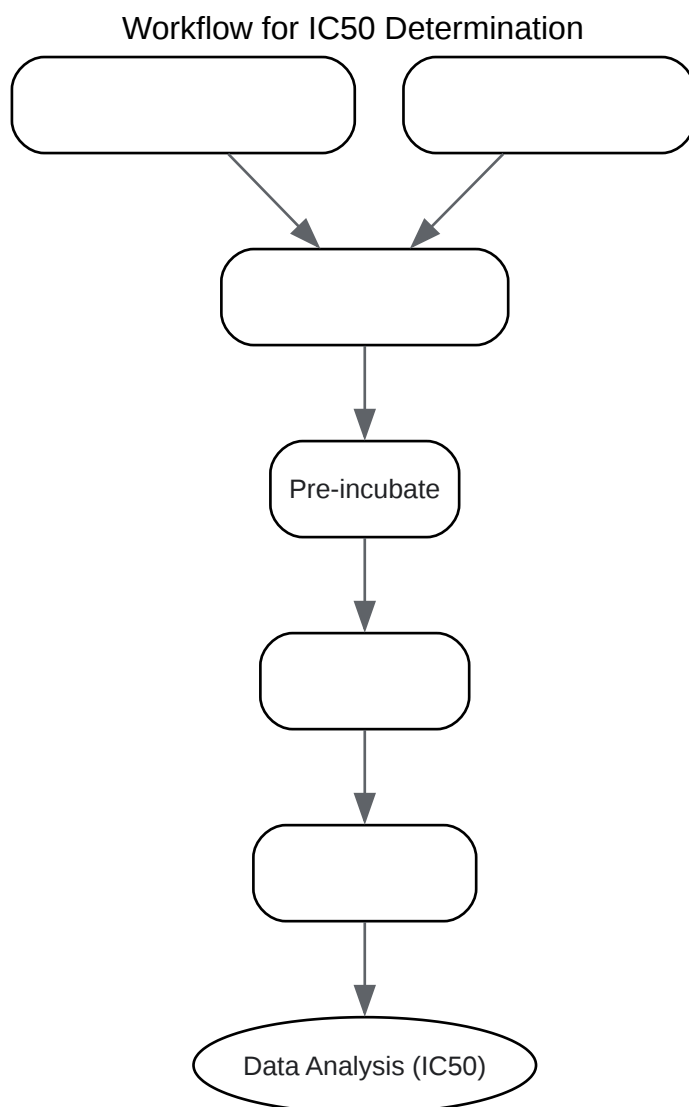 Workflow for IC50 Determination
Pre-incubate
Data Analysis (IC50)